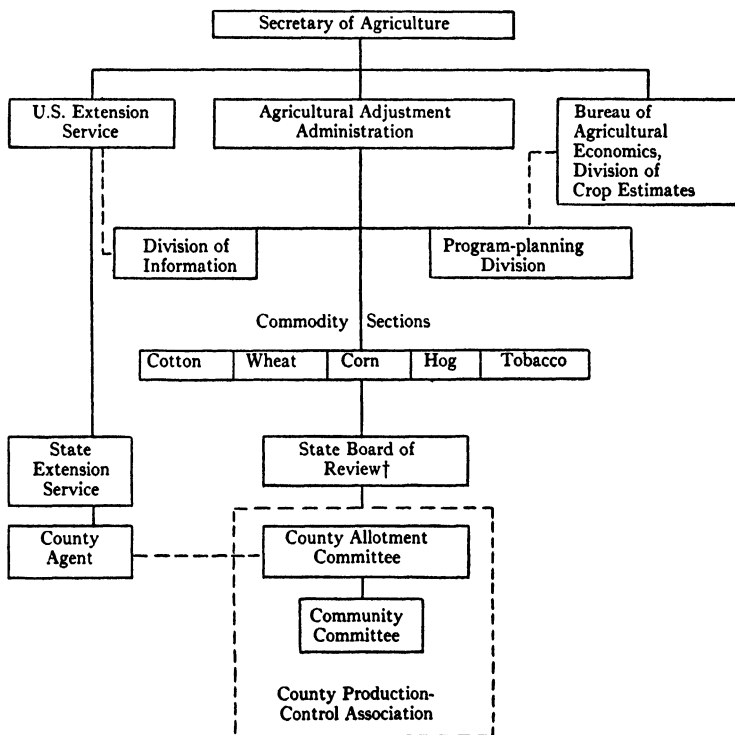 Secretary of Agriculture
U.S. Extension
Service
Agricultural Adjustment
Administration
Bureau of
Agricultural
Economics,
Division of
Crop Estimates
Division of
Information
Program-planning
Division
Commodity Sections
Cotton Wheat Corn Hog Tobacco
State
Extension
Service
State Board of
Review†
County
Agent
County Allotment
Committee
Community
Committee
County Production-
Control Association